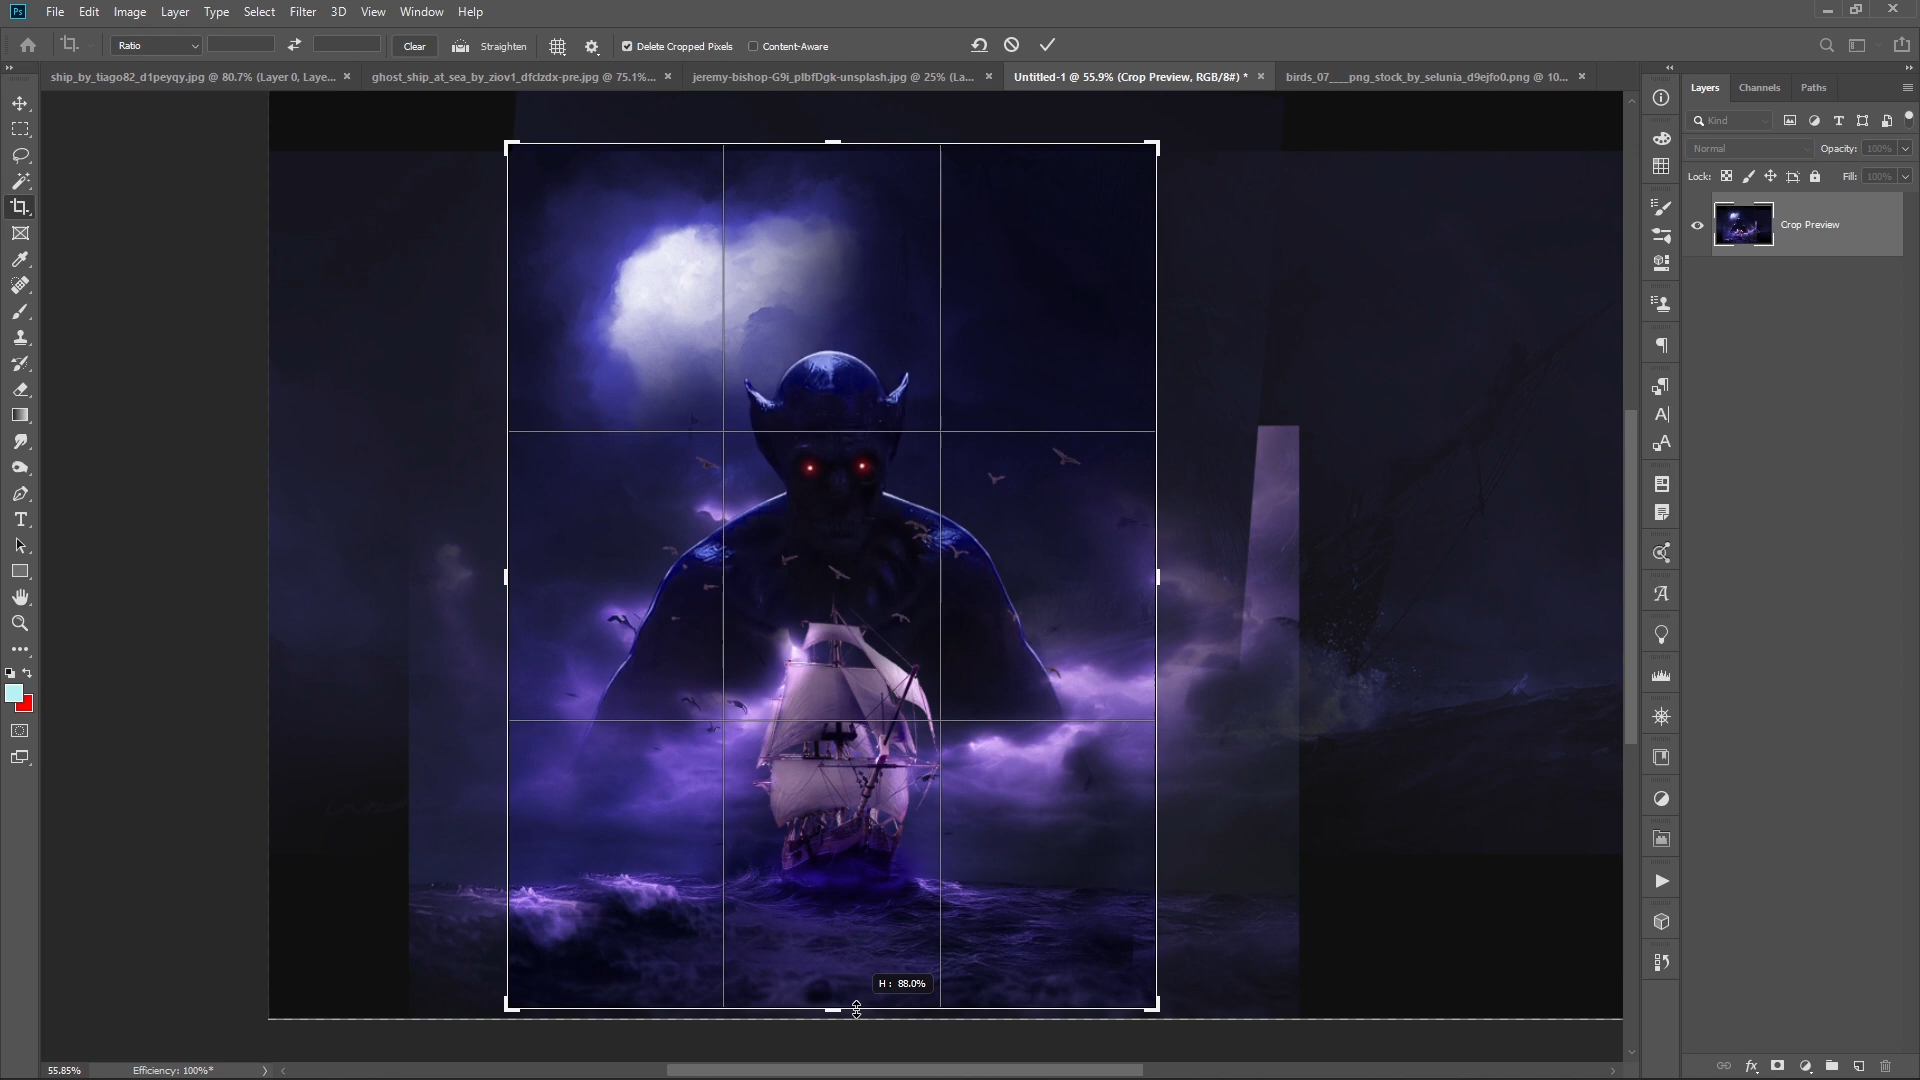 Ps File Edit Image Layer Type Select Filter 3D View Window Help
Ratio Clear Straighten Delete Cropped Pixels Content-Aware
ship_by_tiago82_d1peyqy.jpg @ 80.7% (Layer 0, Laye... × ghost_ship_at_sea_by_ziov1_dfclzdx-pre.jpg @ 75.1%... × jeremy-bishop-G9i_plbfDgk-unsplash.jpg @ 25% (La... × Untitled-1 @ 55.9% (Crop Preview, RGB/8#) * × birds_07____png_stock_by_selunia_d9ejfo0.png @ 10... ×
Layers Channels Paths
Kind
Normal Opacity: 100%
Lock: Fill: 100%
Crop Preview
H : 88.0%
55.85% Efficiency: 100%*